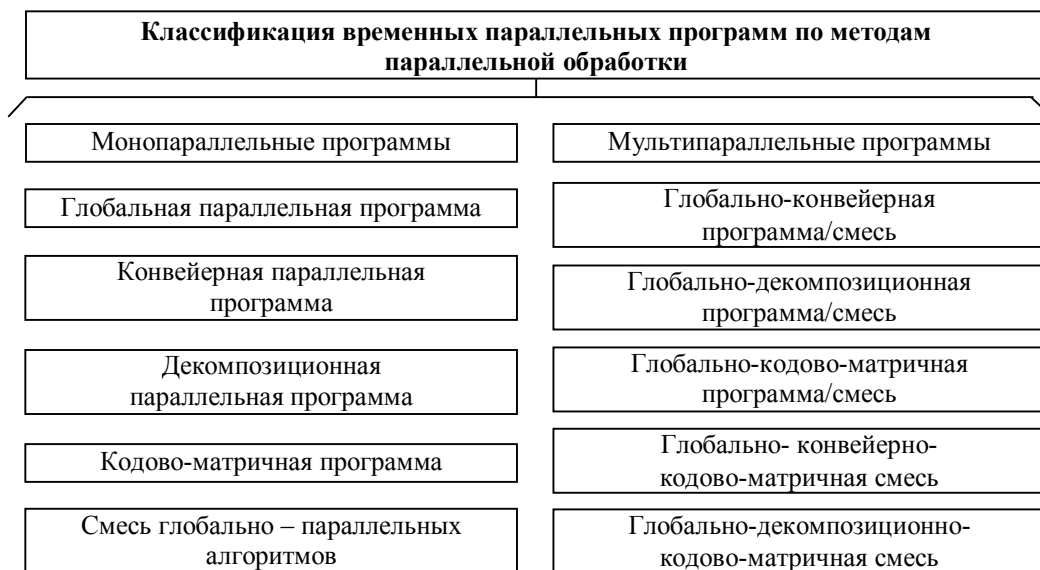 Классификация временных параллельных программ по методам
параллельной обработки
Монопараллельные программы
Глобальная параллельная программа
Конвейерная параллельная
программа
Декомпозиционная
параллельная программа
Кодово-матричная программа
Смесь глобально – параллельных
алгоритмов
Мультипараллельные программы
Глобально-конвейерная
программа/смесь
Глобально-декомпозиционная
программа/смесь
Глобально-кодово-матричная
программа/смесь
Глобально- конвейерно-
кодово-матричная смесь
Глобально-декомпозиционно-
кодово-матричная смесь